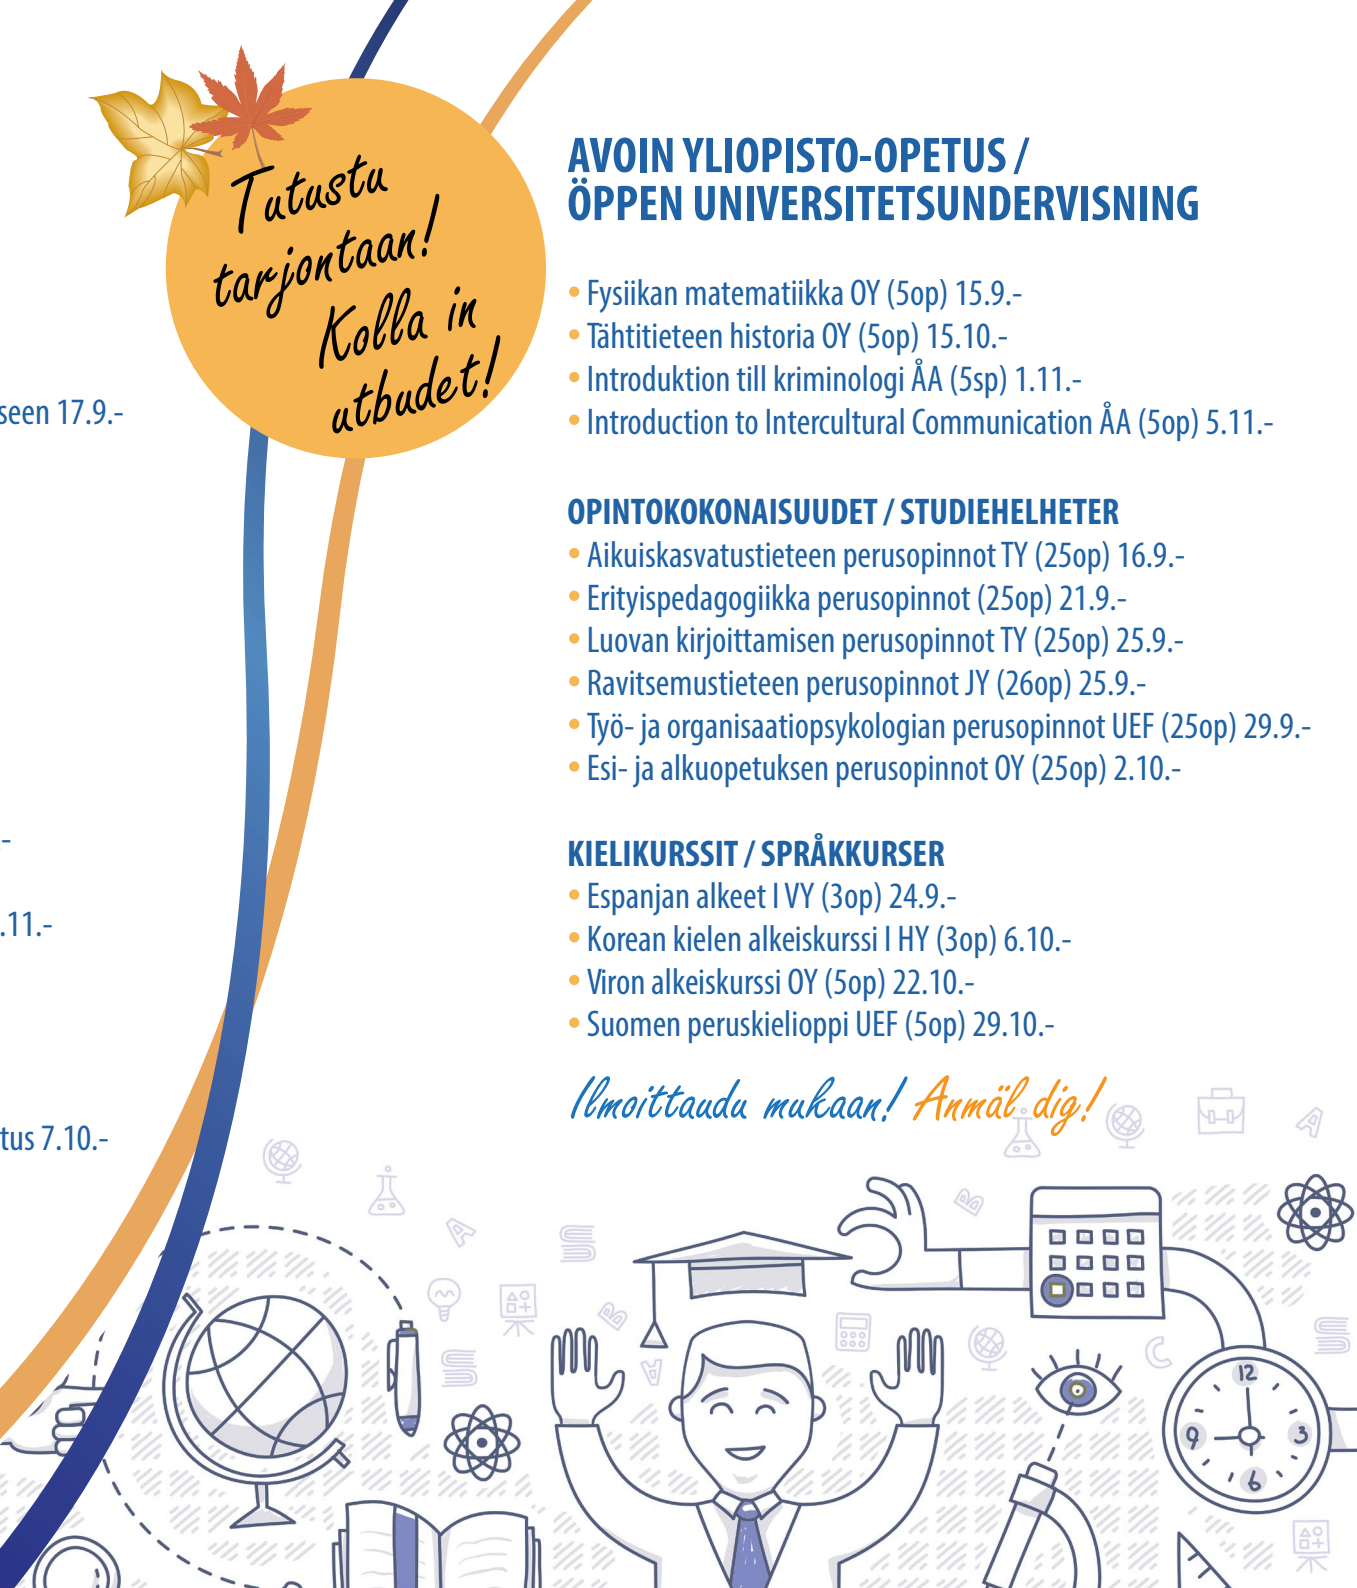 Tutustu
tarjontaan!
Kolla in
utbudet!
seen 17.9.-
.-
.11.-
tus 7.10.-
AVOIN YLIOPISTO-OPETUS /
ÖPPEN UNIVERSITETSUNDERVISNING
• Fysiikan matematiikka OY (5op) 15.9.-
• Tähtitieteen historia OY (5op) 15.10.-
• Introduktion till kriminologi ÅA (5sp) 1.11.-
• Introduction to Intercultural Communication ÅA (5op) 5.11.-
OPINTOKOKONAISUUDET / STUDIEHELHETER
• Aikuiskasvatustieteen perusopinnot TY (25op) 16.9.-
• Erityispedagogiikka perusopinnot (25op) 21.9.-
• Luovan kirjoittamisen perusopinnot TY (25op) 25.9.-
• Ravitsemustieteen perusopinnot JY (26op) 25.9.-
• Työ- ja organisaatiopsykologian perusopinnot UEF (25op) 29.9.-
• Esi- ja alkuopetuksen perusopinnot OY (25op) 2.10.-
KIELIKURSSIT / SPRÅKKURSER
• Espanjan alkeet I VY (3op) 24.9.-
• Korean kielen alkeiskurssi I HY (3op) 6.10.-
• Viron alkeiskurssi OY (5op) 22.10.-
• Suomen peruskielioppi UEF (5op) 29.10.-
Ilmoittaudu mukaan! Anmäl dig!
A
B
A
B
B
A
C
12
9 3
6